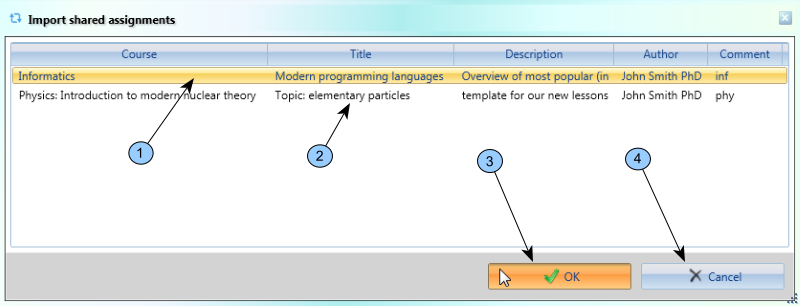 Import shared assignments
Course Title Description Author Comment
Informatics Modern programming languages Overview of most popular (in John Smith PhD inf
Physics: Introduction to modern nuclear theory Topic: elementary particles template for our new lessons John Smith PhD phy
1 2 3 4
OK Cancel